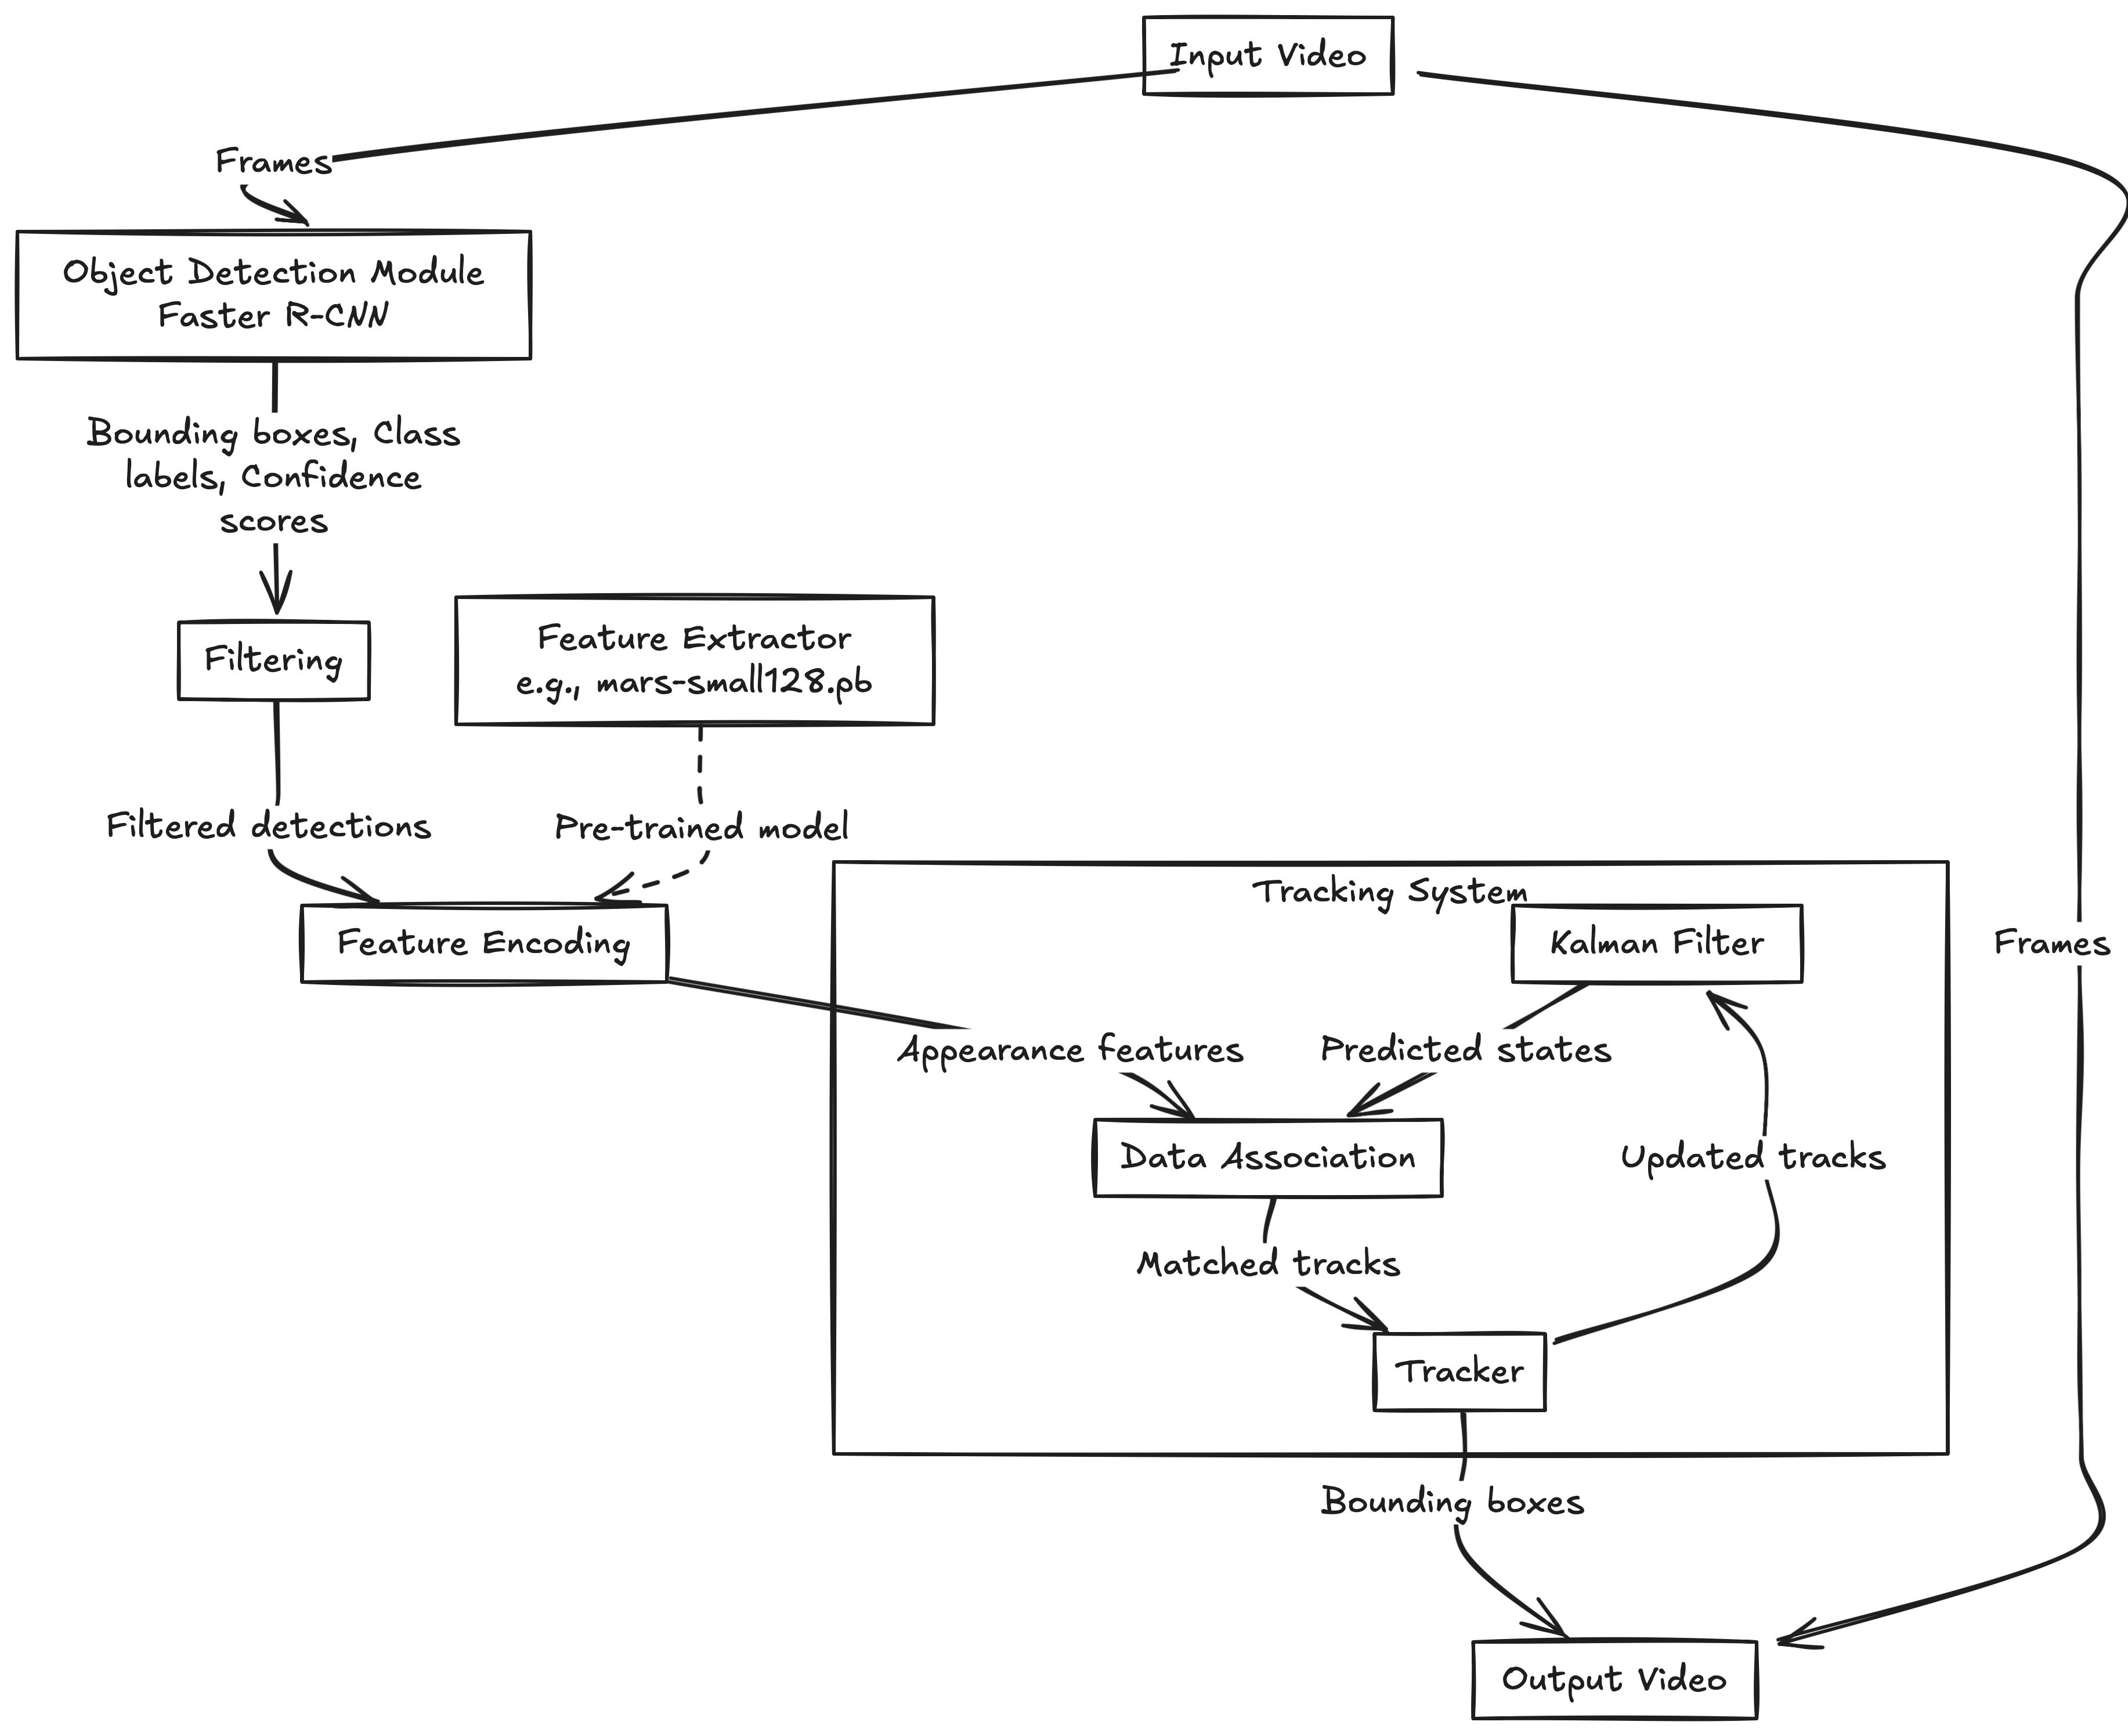 Input Video
Frames
Object Detection Module
Faster R-CNN
Bounding boxes, Class
labels, Confidence
scores
Filtering
Feature Extractor
e.g., mars-small128.pb
Filtered detections
Pre-trained model
Tracking System
Feature Encoding
Kalman Filter
Frames
Appearance features
Predicted states
Data Association
Updated tracks
Matched tracks
Tracker
Bounding boxes
Output Video